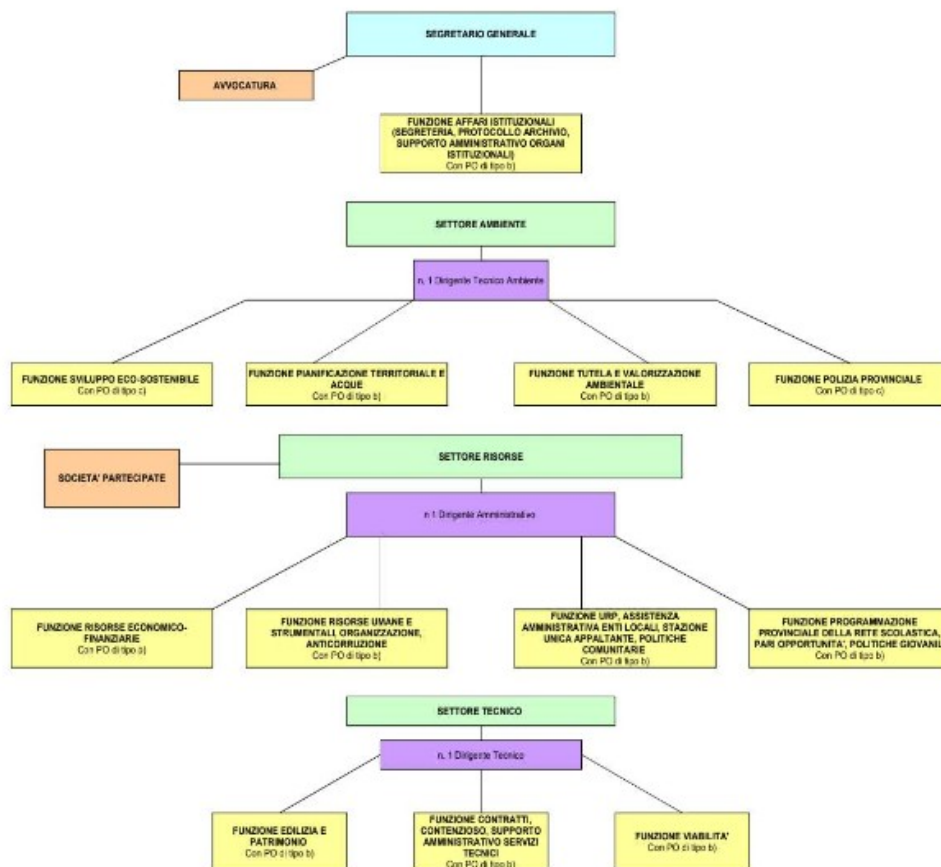 SEGRETARIO GENERALE
AVVOCATURA
FUNZIONE AFFARI ISTITUZIONALI
(SEGRETERIA, PROTOCOLLO ARCHIVIO,
SUPPORTO AMMINISTRATIVO ORGANI
ISTITUZIONALI)
Con PO di tipo b)
SETTORE AMBIENTE
n. 1 Dirigente Tecnico Ambiente
FUNZIONE SVILUPPO ECO-SOSTENIBILE
Con PO di tipo c)
FUNZIONE PIANIFICAZIONE TERRITORIALE E
ACQUE
Con PO di tipo b)
FUNZIONE TUTELA E VALORIZZAZIONE
AMBIENTALE
Con PO di tipo b)
FUNZIONE POLIZIA PROVINCIALE
Con PO di tipo c)
SETTORE RISORSE
SOCIETA' PARTECIPATE
n 1 Dirigente Amministrativo
FUNZIONE RISORSE ECONOMICO-
FINANZIARIE
Con PO di tipo
FUNZIONE RISORSE UMANE E
STRUMENTALI, ORGANIZZAZIONE,
ANTICORRUZIONE
Con PO di tipo b)
FUNZIONE URP, ASSISTENZA
AMMINISTRATIVA ENTI LOCALI, STAZIONE
UNICA APPALTANTE, POLITICHE
COMUNITARIE
Con PO di tipo b)
FUNZIONE PROGRAMMAZIONE
PROVINCIALE DELLA RETE SCOLASTICA,
PARI OPPORTUNITA', POLITICHE GIOVANIL
Con PO di tipo b)
SETTORE TECNICO
n. 1 Dirigente Tecnico
FUNZIONE EDILIZIA E
PATRIMONIO
Con PO di tipo b)
FUNZIONE CONTRATTI,
CONTENZIOSO, SUPPORTO
AMMINISTRATIVO SERVIZI
TECNICI
Con PO di tipo b)
FUNZIONE VIABILITA'
Con PO di tipo b)